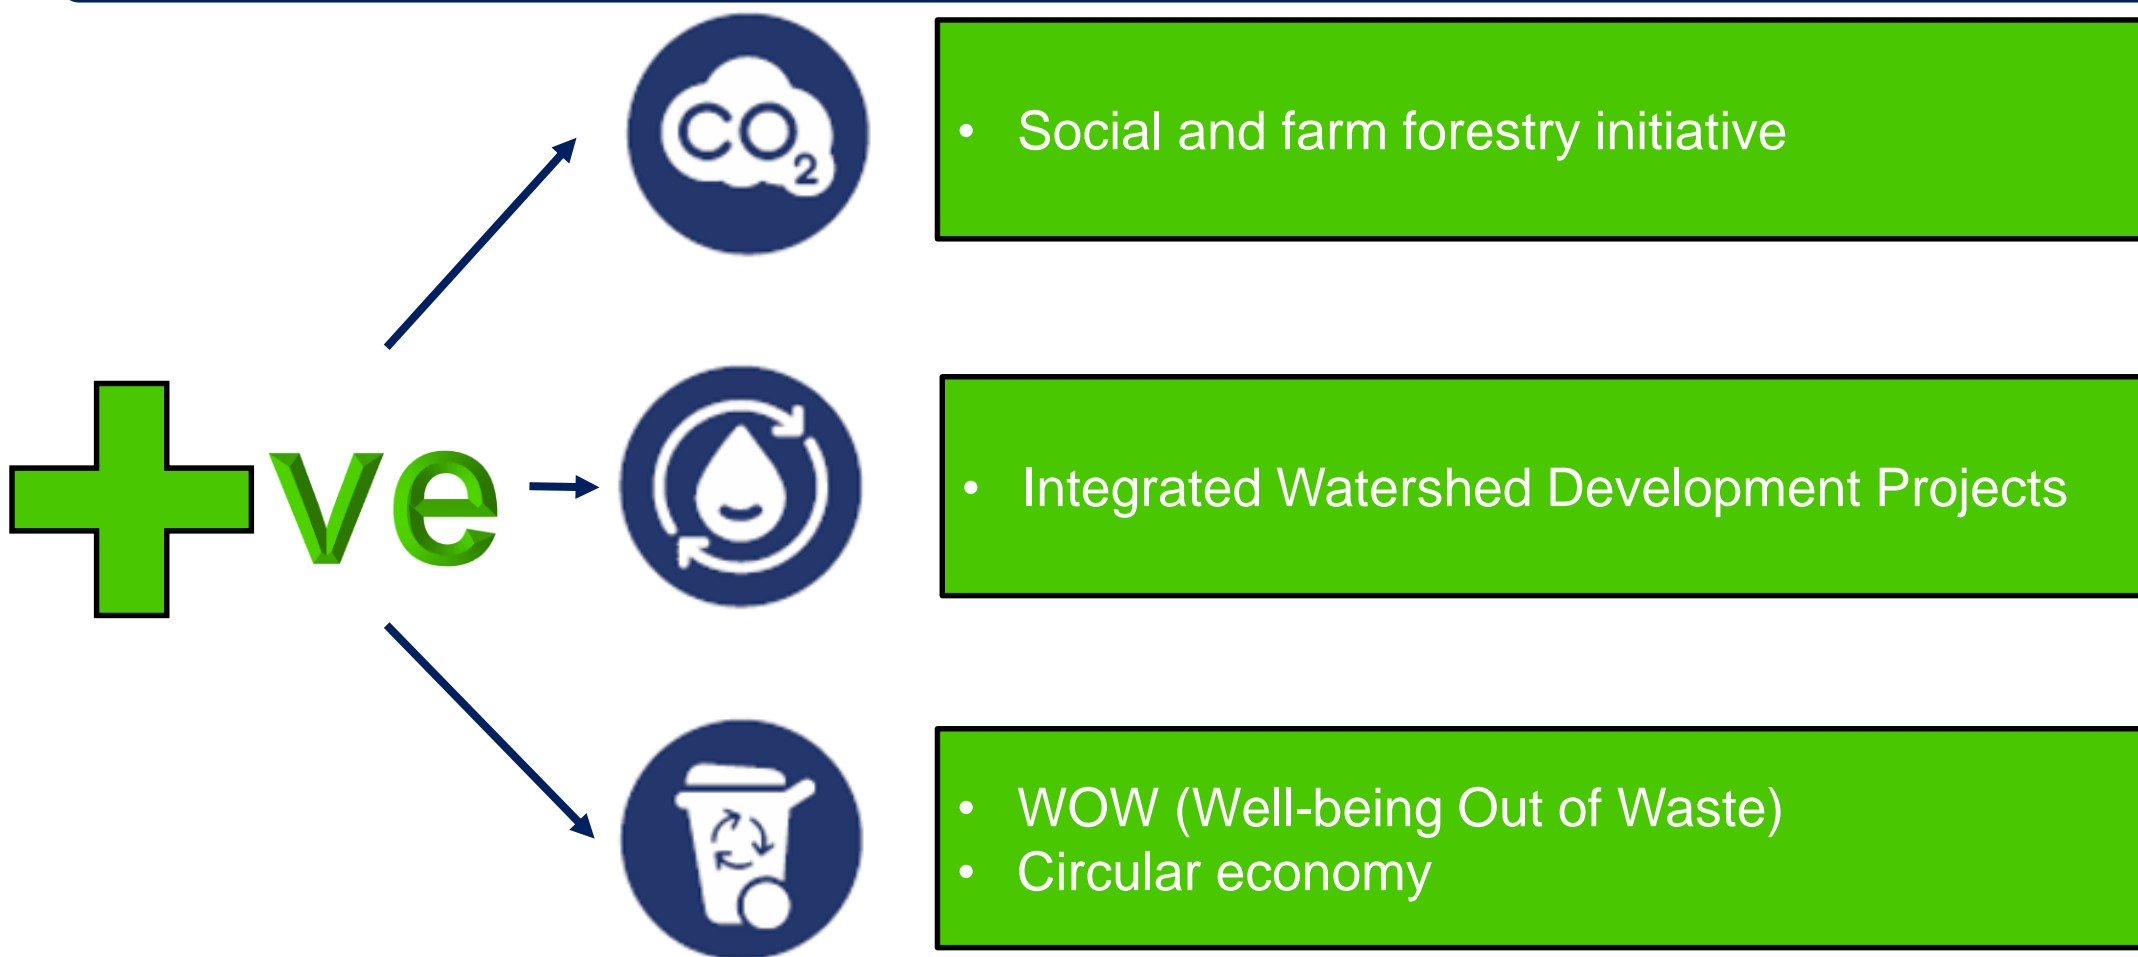 CO2
• Social and farm forestry initiative
+ve
• Integrated Watershed Development Projects
• WOW (Well-being Out of Waste)
• Circular economy